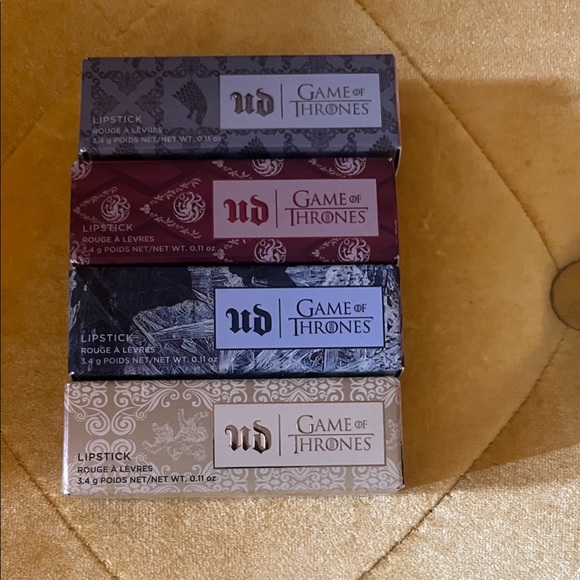 LIPSTICK
ROUGE À LÈVRES
3.4 g POIDS NET/NET WT. 0.11 oz
UD
GAME OF
THRONES
LIPSTICK
ROUGE À LÈVRES
3.4 g POIDS NET/NET WT. 0.11 oz
UD
GAME OF
THRONES
LIPSTICK
ROUGE À LÈVRES
3.4 g POIDS NET/NET WT. 0.11 oz
UD
GAME OF
THRONES
LIPSTICK
ROUGE À LÈVRES
3.4 g POIDS NET/NET WT. 0.11 oz
UD
GAME OF
THRONES